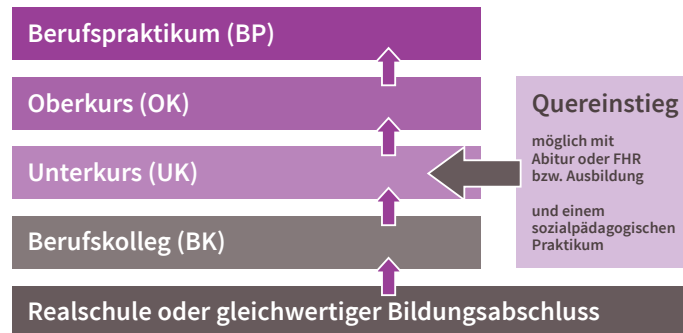 Berufspraktikum (BP)
Oberkurs (OK)
Unterkurs (UK)
Berufskolleg (BK)
Realschule oder gleichwertiger Bildungsabschluss
Quereinstieg
möglich mit
Abitur oder FHR
bzw. Ausbildung
und einem
sozialpädagogischen
Praktikum